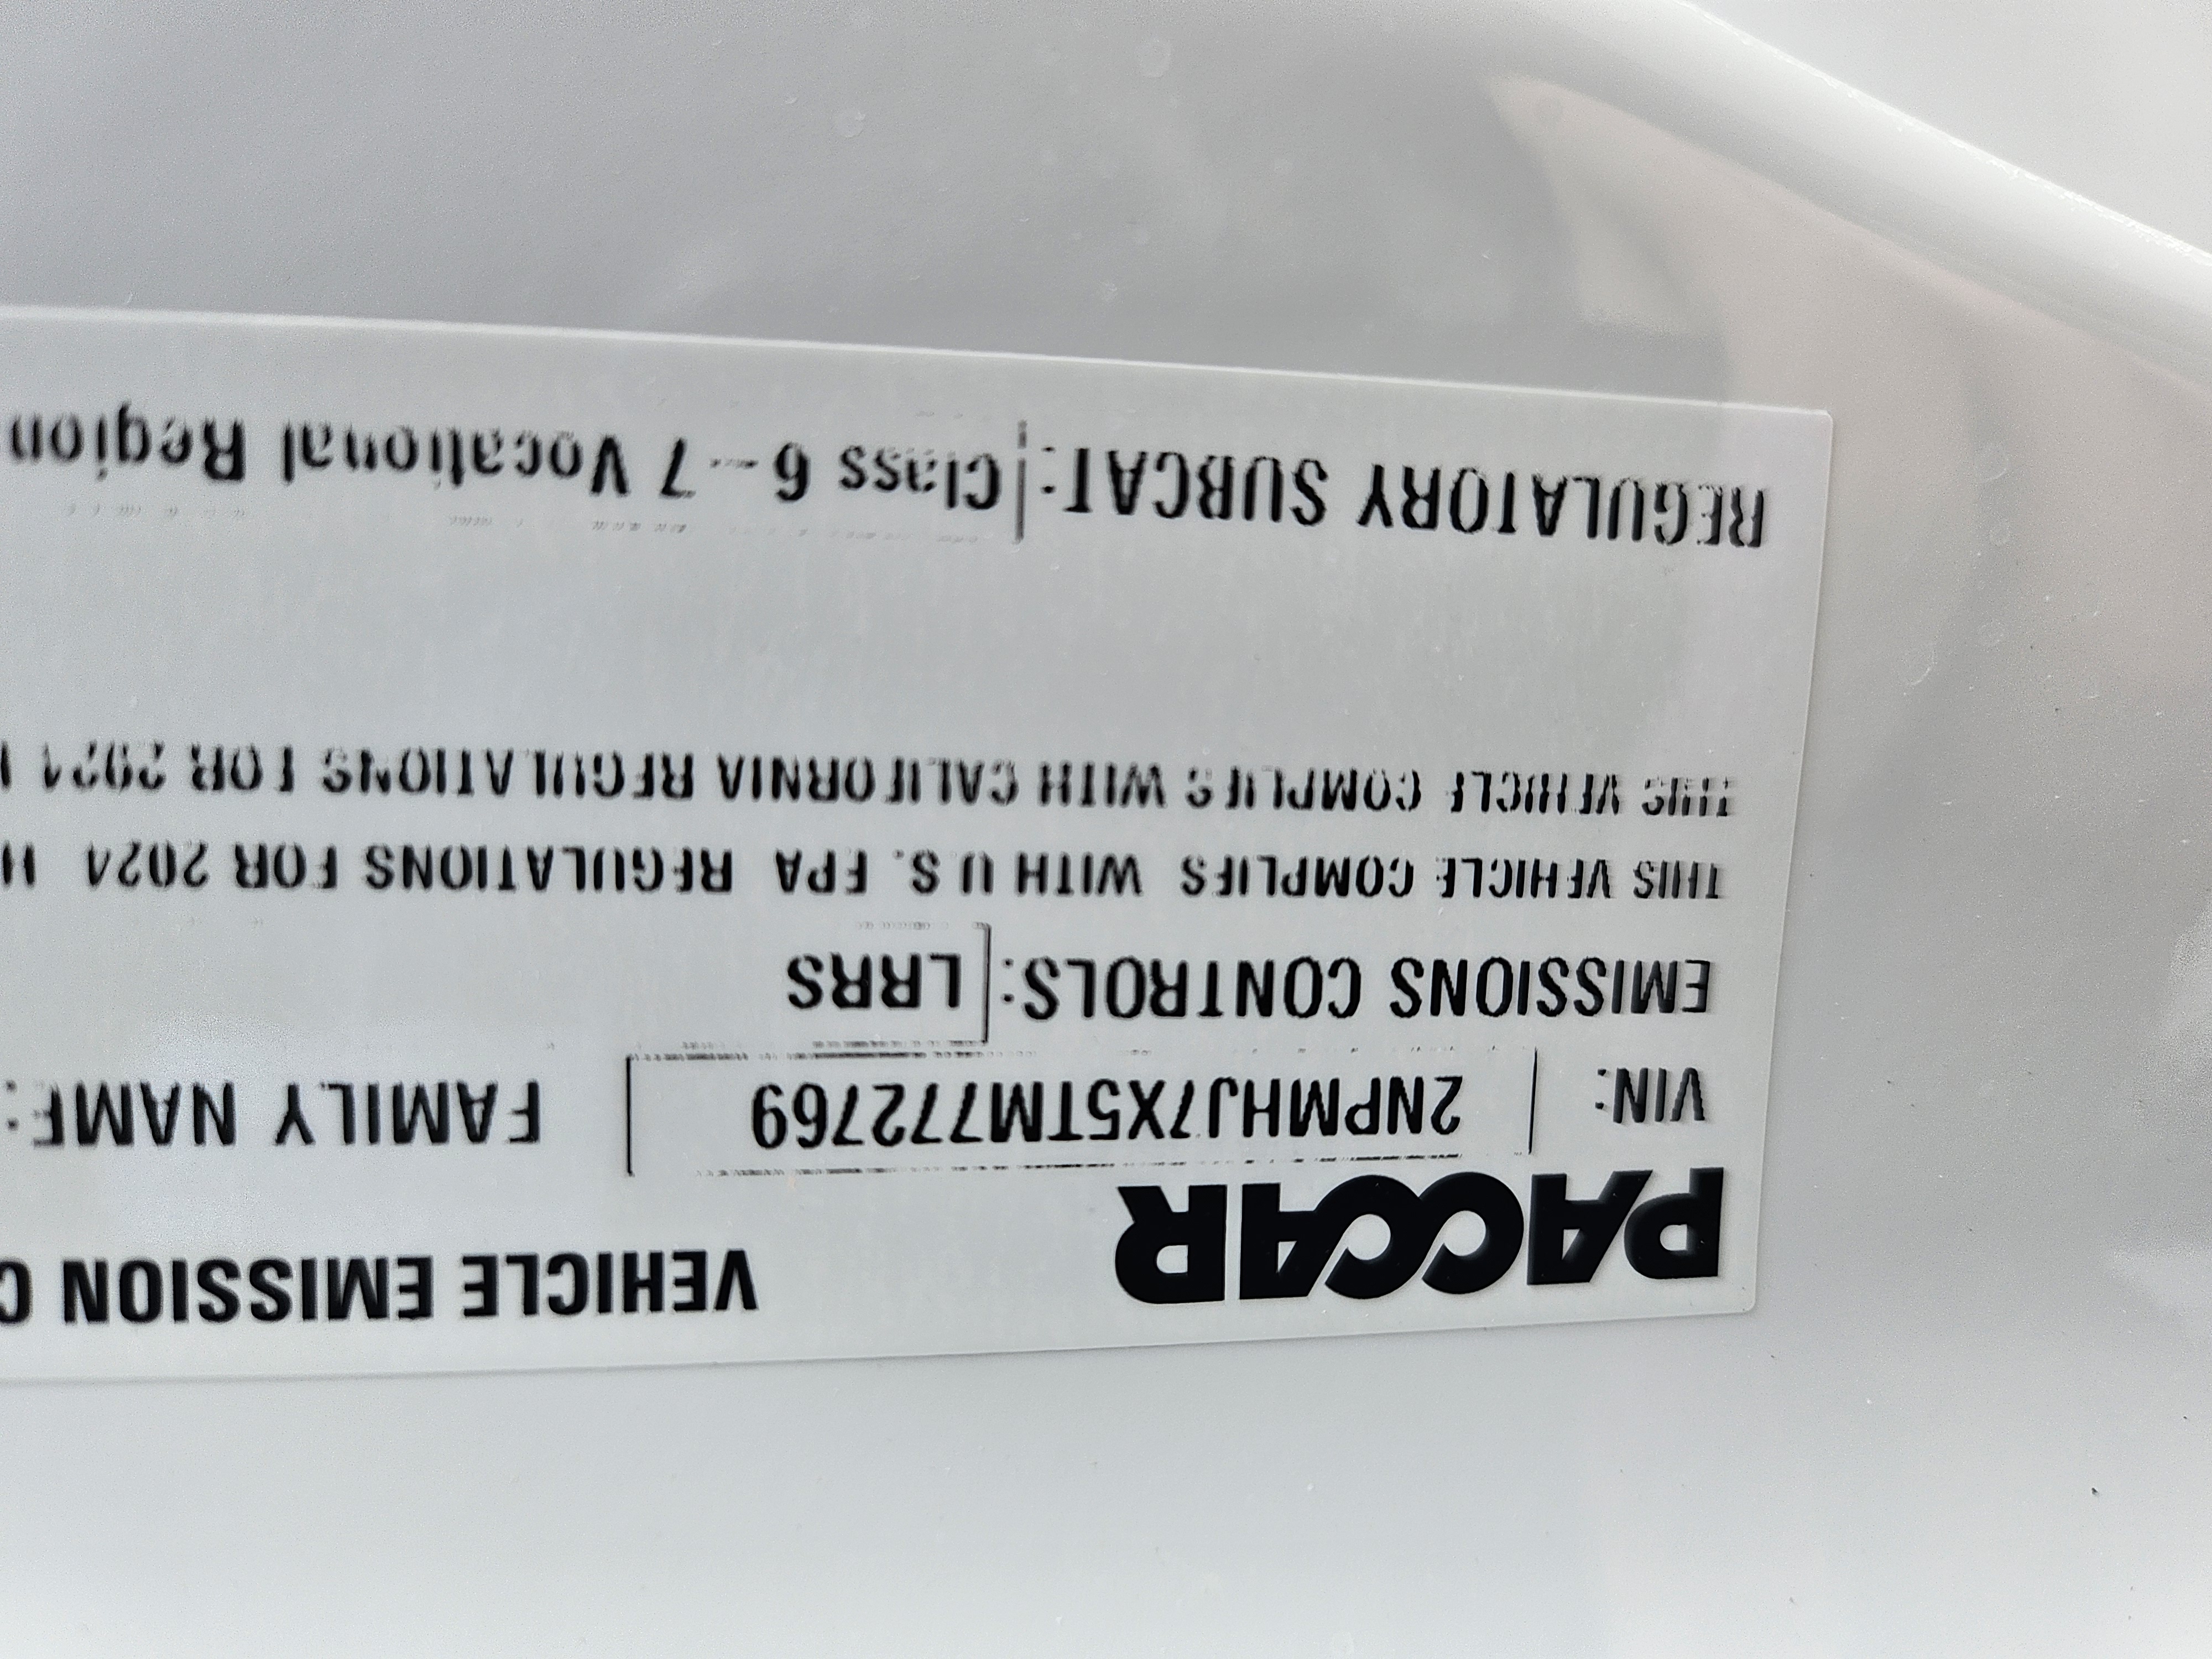 PACCAR VEHICLE EMISSION C
VIN: 2NPMHJ7X5TM772769 FAMILY NAME:
EMISSIONS CONTROLS: LRRS
THIS VEHICLE COMPLIES WITH U.S. EPA REGULATIONS FOR 2024 H
THIS VEHICLE COMPLIES WITH CALIFORNIA REGULATIONS FOR 2024
REGULATORY SUBCAT: Class 6-7 Vocational Region